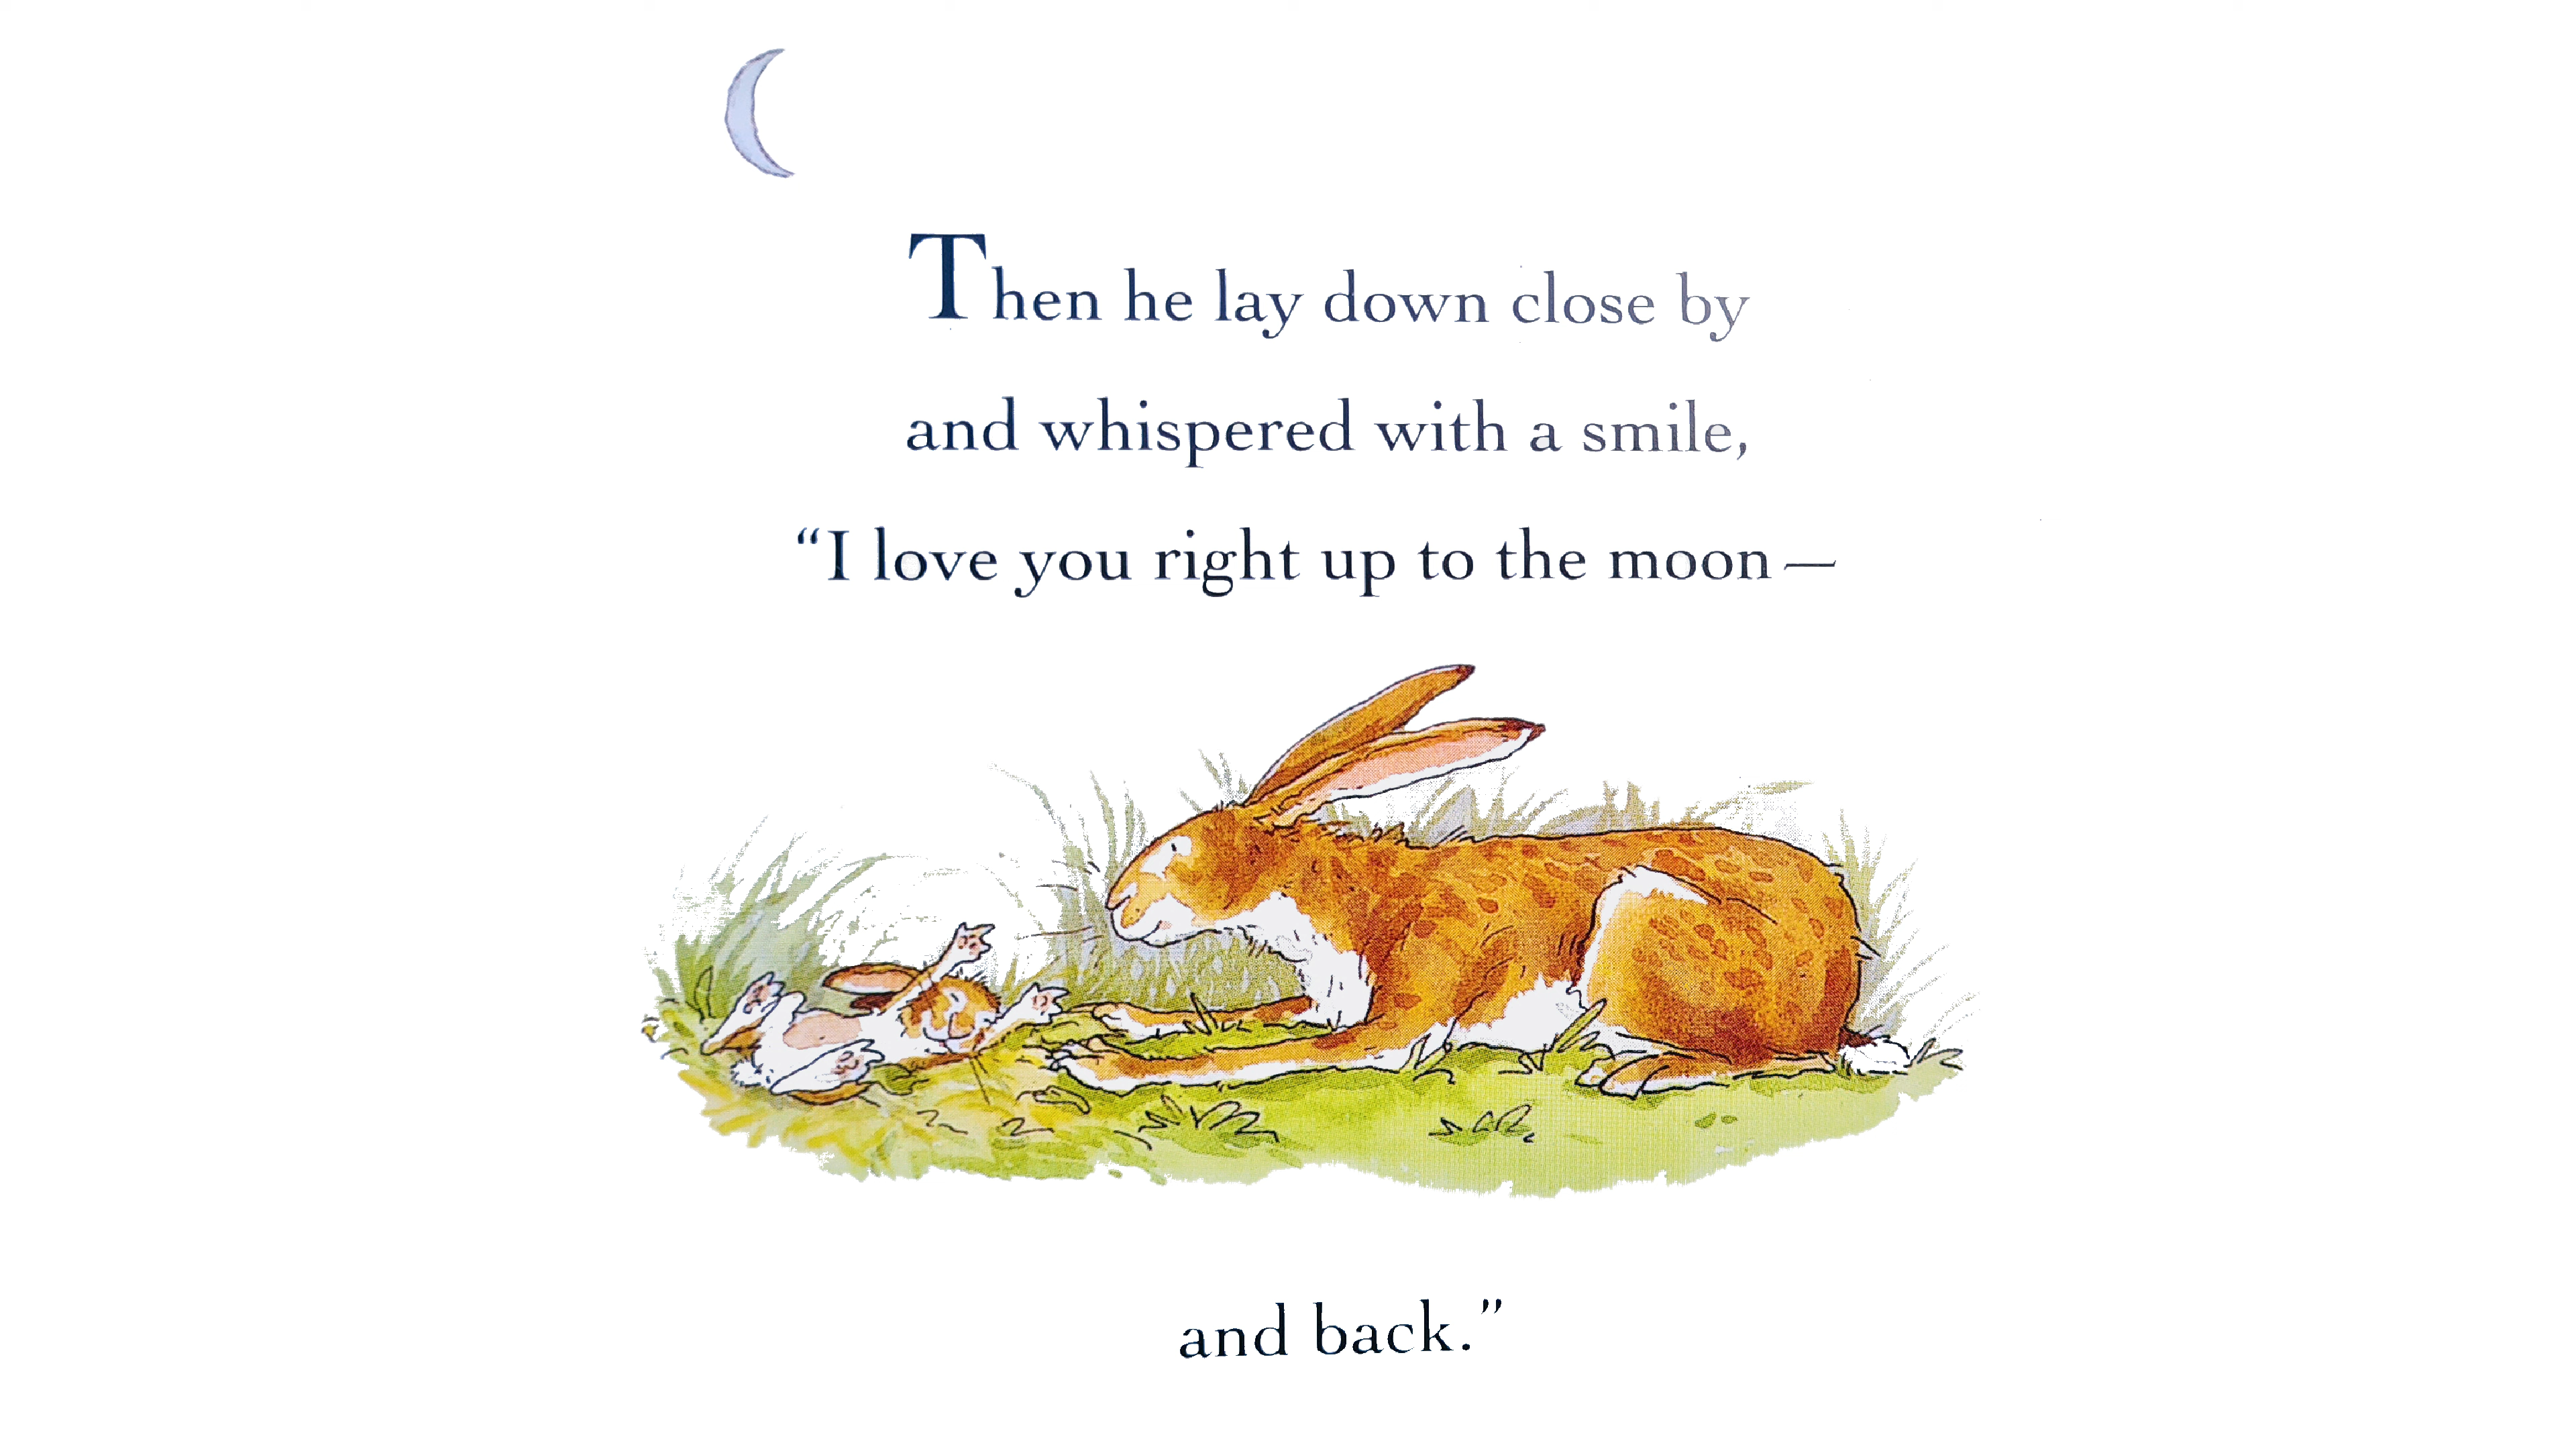 Then he lay down close by
and whispered with a smile,
“I love you right up to the moon—
and back.”